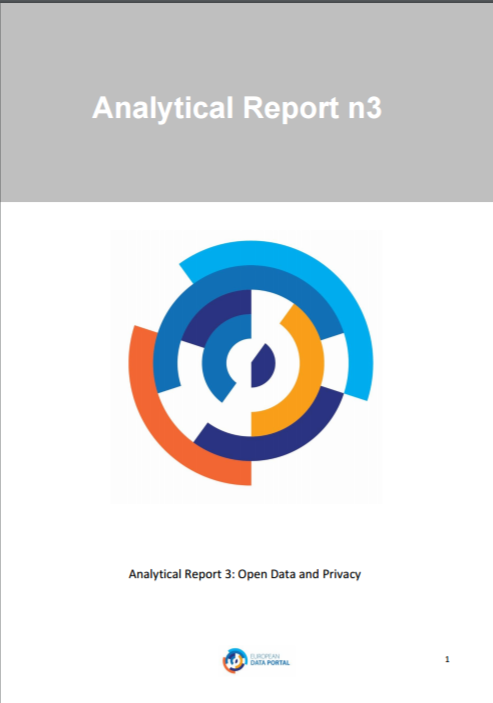 Analytical Report n3
Analytical Report 3: Open Data and Privacy
EUROPEAN
DATA PORTAL
1